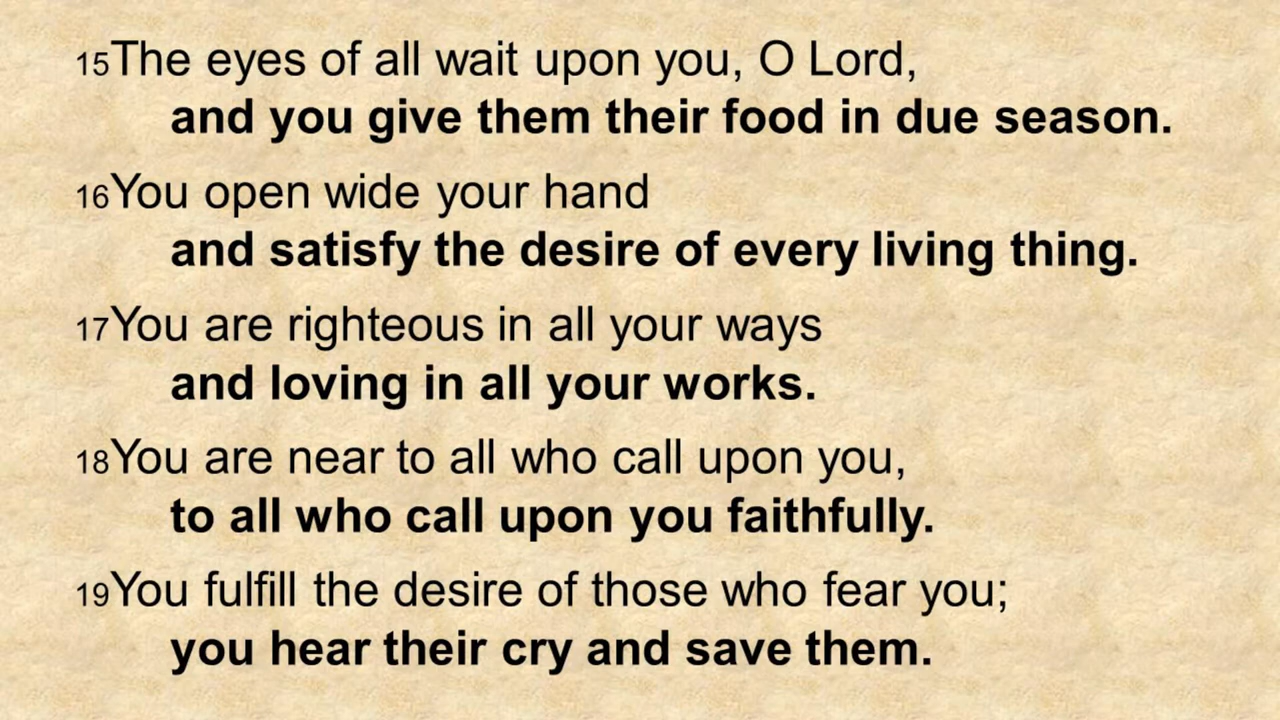 15The eyes of all wait upon you, O Lord,
and you give them their food in due season.
16You open wide your hand
and satisfy the desire of every living thing.
17You are righteous in all your ways
and loving in all your works.
18You are near to all who call upon you,
to all who call upon you faithfully.
19You fulfill the desire of those who fear you;
you hear their cry and save them.